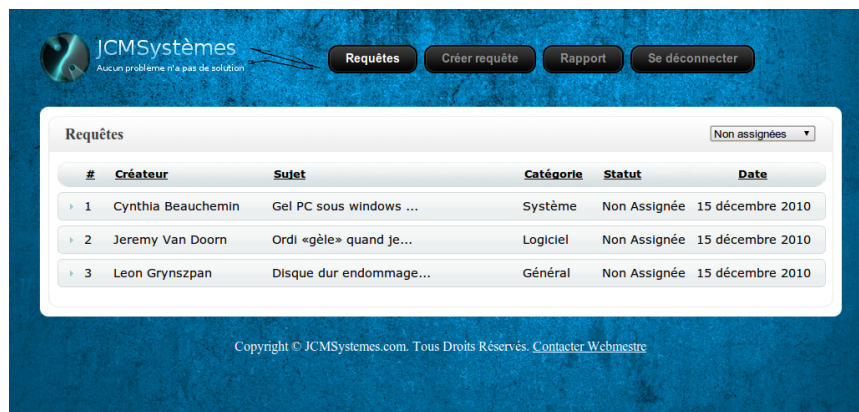 JCMSystèmes
Aucun problème n'a pas de solution
Requêtes Créer requête Rapport Se déconnecter
Requêtes Non assignées
# Créateur Sujet Catégorie Statut Date
1 Cynthia Beauchemin Gel PC sous windows ... Système Non Assignée 15 décembre 2010
2 Jeremy Van Doorn Ordi «gèle» quand je... Logiciel Non Assignée 15 décembre 2010
3 Leon Grynszpan Disque dur endommage... Général Non Assignée 15 décembre 2010
Copyright © JCMSystemes.com. Tous Droits Réservés. Contacter Webmestre